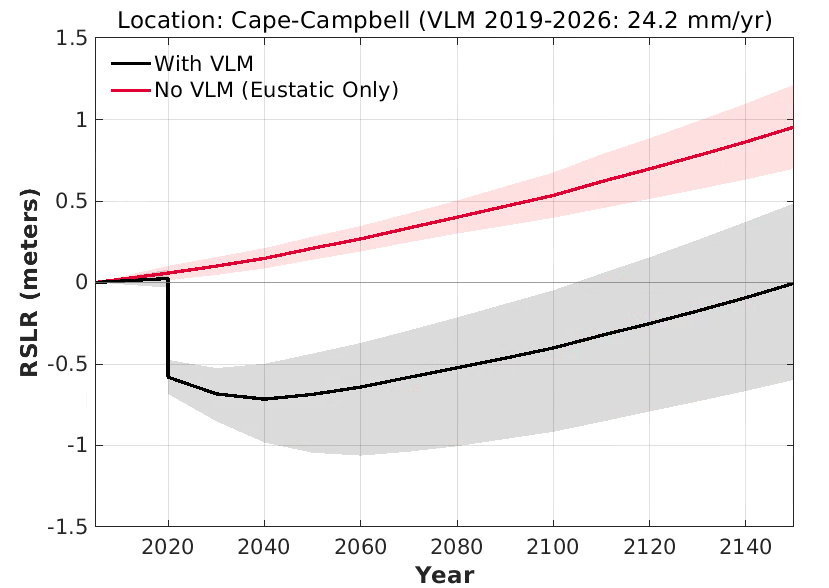 Location: Cape-Campbell (VLM 2019-2026: 24.2 mm/yr)
With VLM
No VLM (Eustatic Only)
RSLR (meters)
1.5
1
0.5
0
-0.5
-1
-1.5
2020 2040 2060 2080 2100 2120 2140
Year